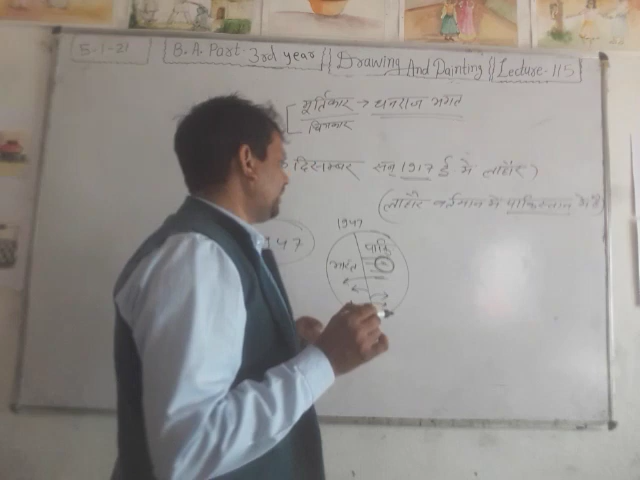 5-1-21 B.A. Part-3rd year || Drawing And Painting || Lecture-115
मूर्तिकार → धनराज भगत
चित्रकार
दिसम्बर सन् 1917 ई में लाहौर)
(लाहौर वर्तमान में पाकिस्तान में है)
1947
947
भारत पाकि